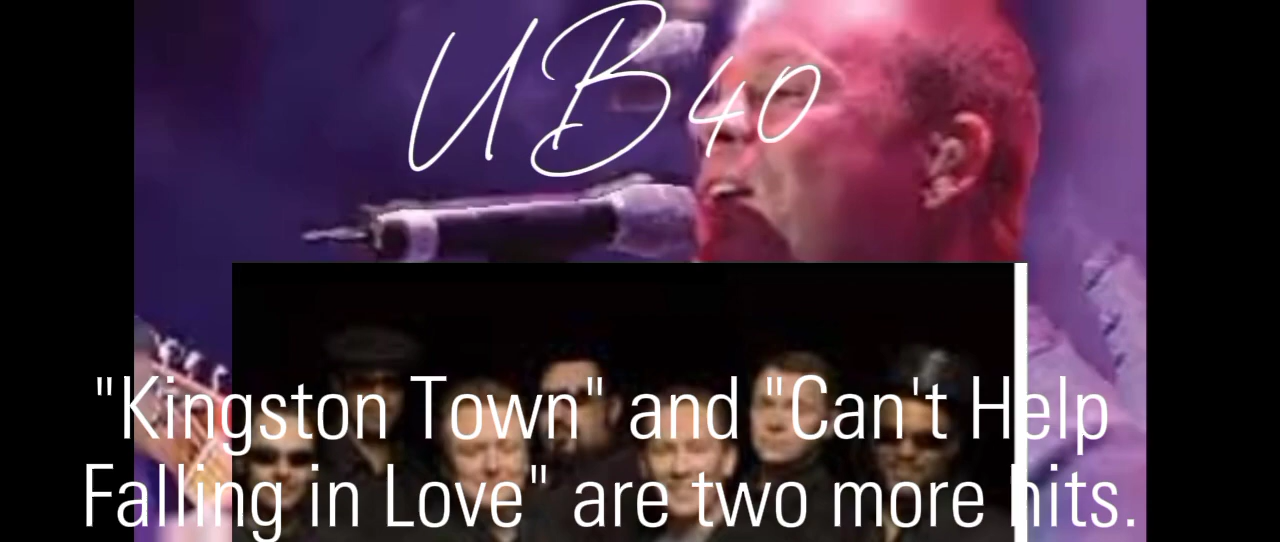 UB40
"Kingston Town" and "Can't Help
Falling in Love" are two more hits.